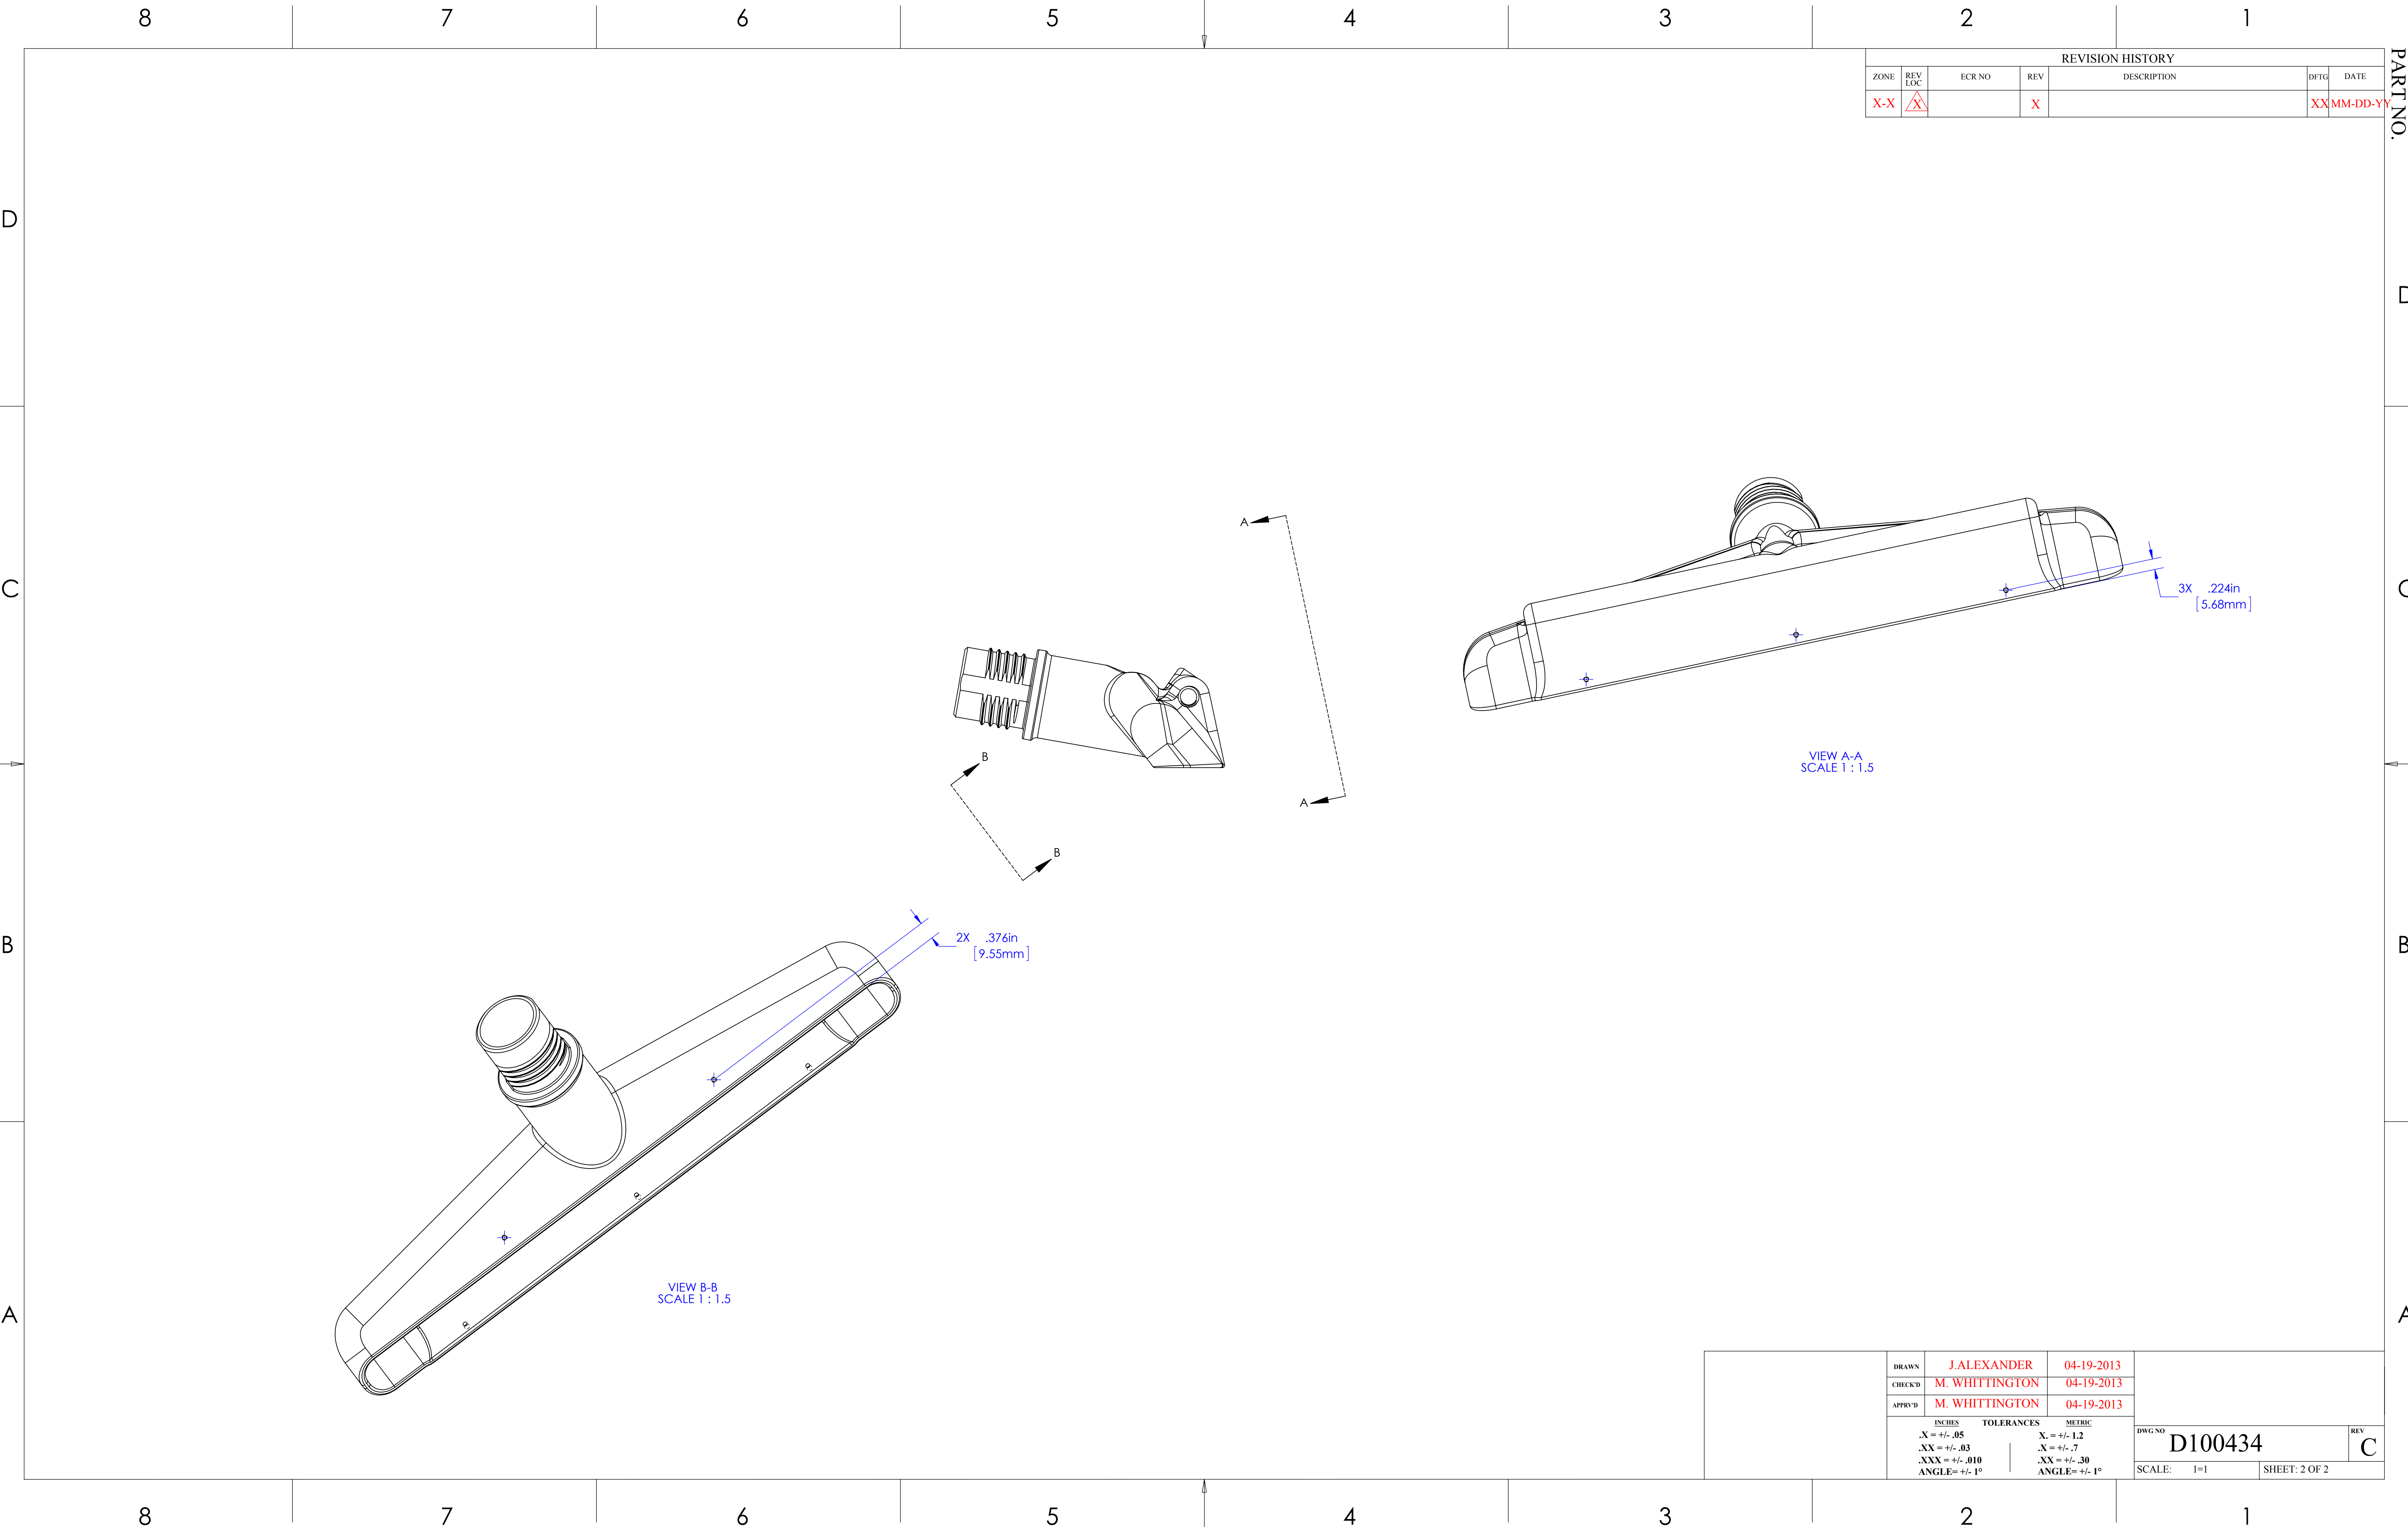 8 7 6 5 4 3 2 1
PART NO.
REVISION HISTORY
ZONE REV LOC ECR NO REV DESCRIPTION DFTG DATE
X-X X X XX MM-DD-YY
D D
A
3X .224in
[5.68mm]
C C
VIEW A-A
SCALE 1 : 1.5
B
A
B
2X .376in
[9.55mm]
B B
VIEW B-B
SCALE 1 : 1.5
A A
DRAWN J.ALEXANDER 04-19-2013
CHECK'D M. WHITTINGTON 04-19-2013
APPRV'D M. WHITTINGTON 04-19-2013
INCHES TOLERANCES METRIC
.X = +/- .05 X. = +/- 1.2
.XX = +/- .03 .X = +/- .7
.XXX = +/- .010 .XX = +/- .30
ANGLE= +/- 1° ANGLE= +/- 1°
DWG NO D100434 REV C
SCALE: 1=1 SHEET: 2 OF 2
8 7 6 5 4 3 2 1